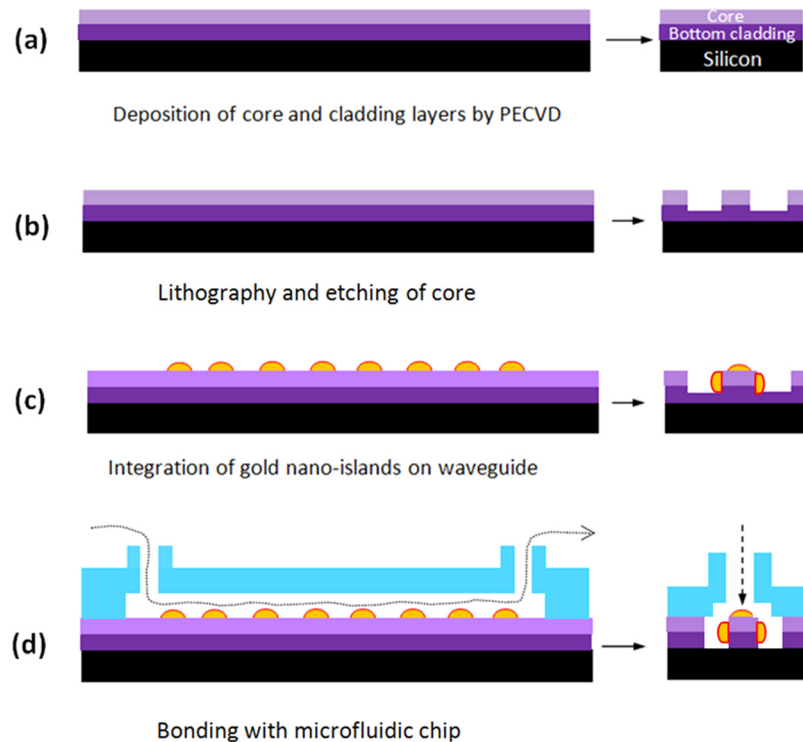 (a)
Core
Bottom cladding
Silicon
Deposition of core and cladding layers by PECVD
(b)
Lithography and etching of core
(c)
Integration of gold nano-islands on waveguide
(d)
Bonding with microfluidic chip